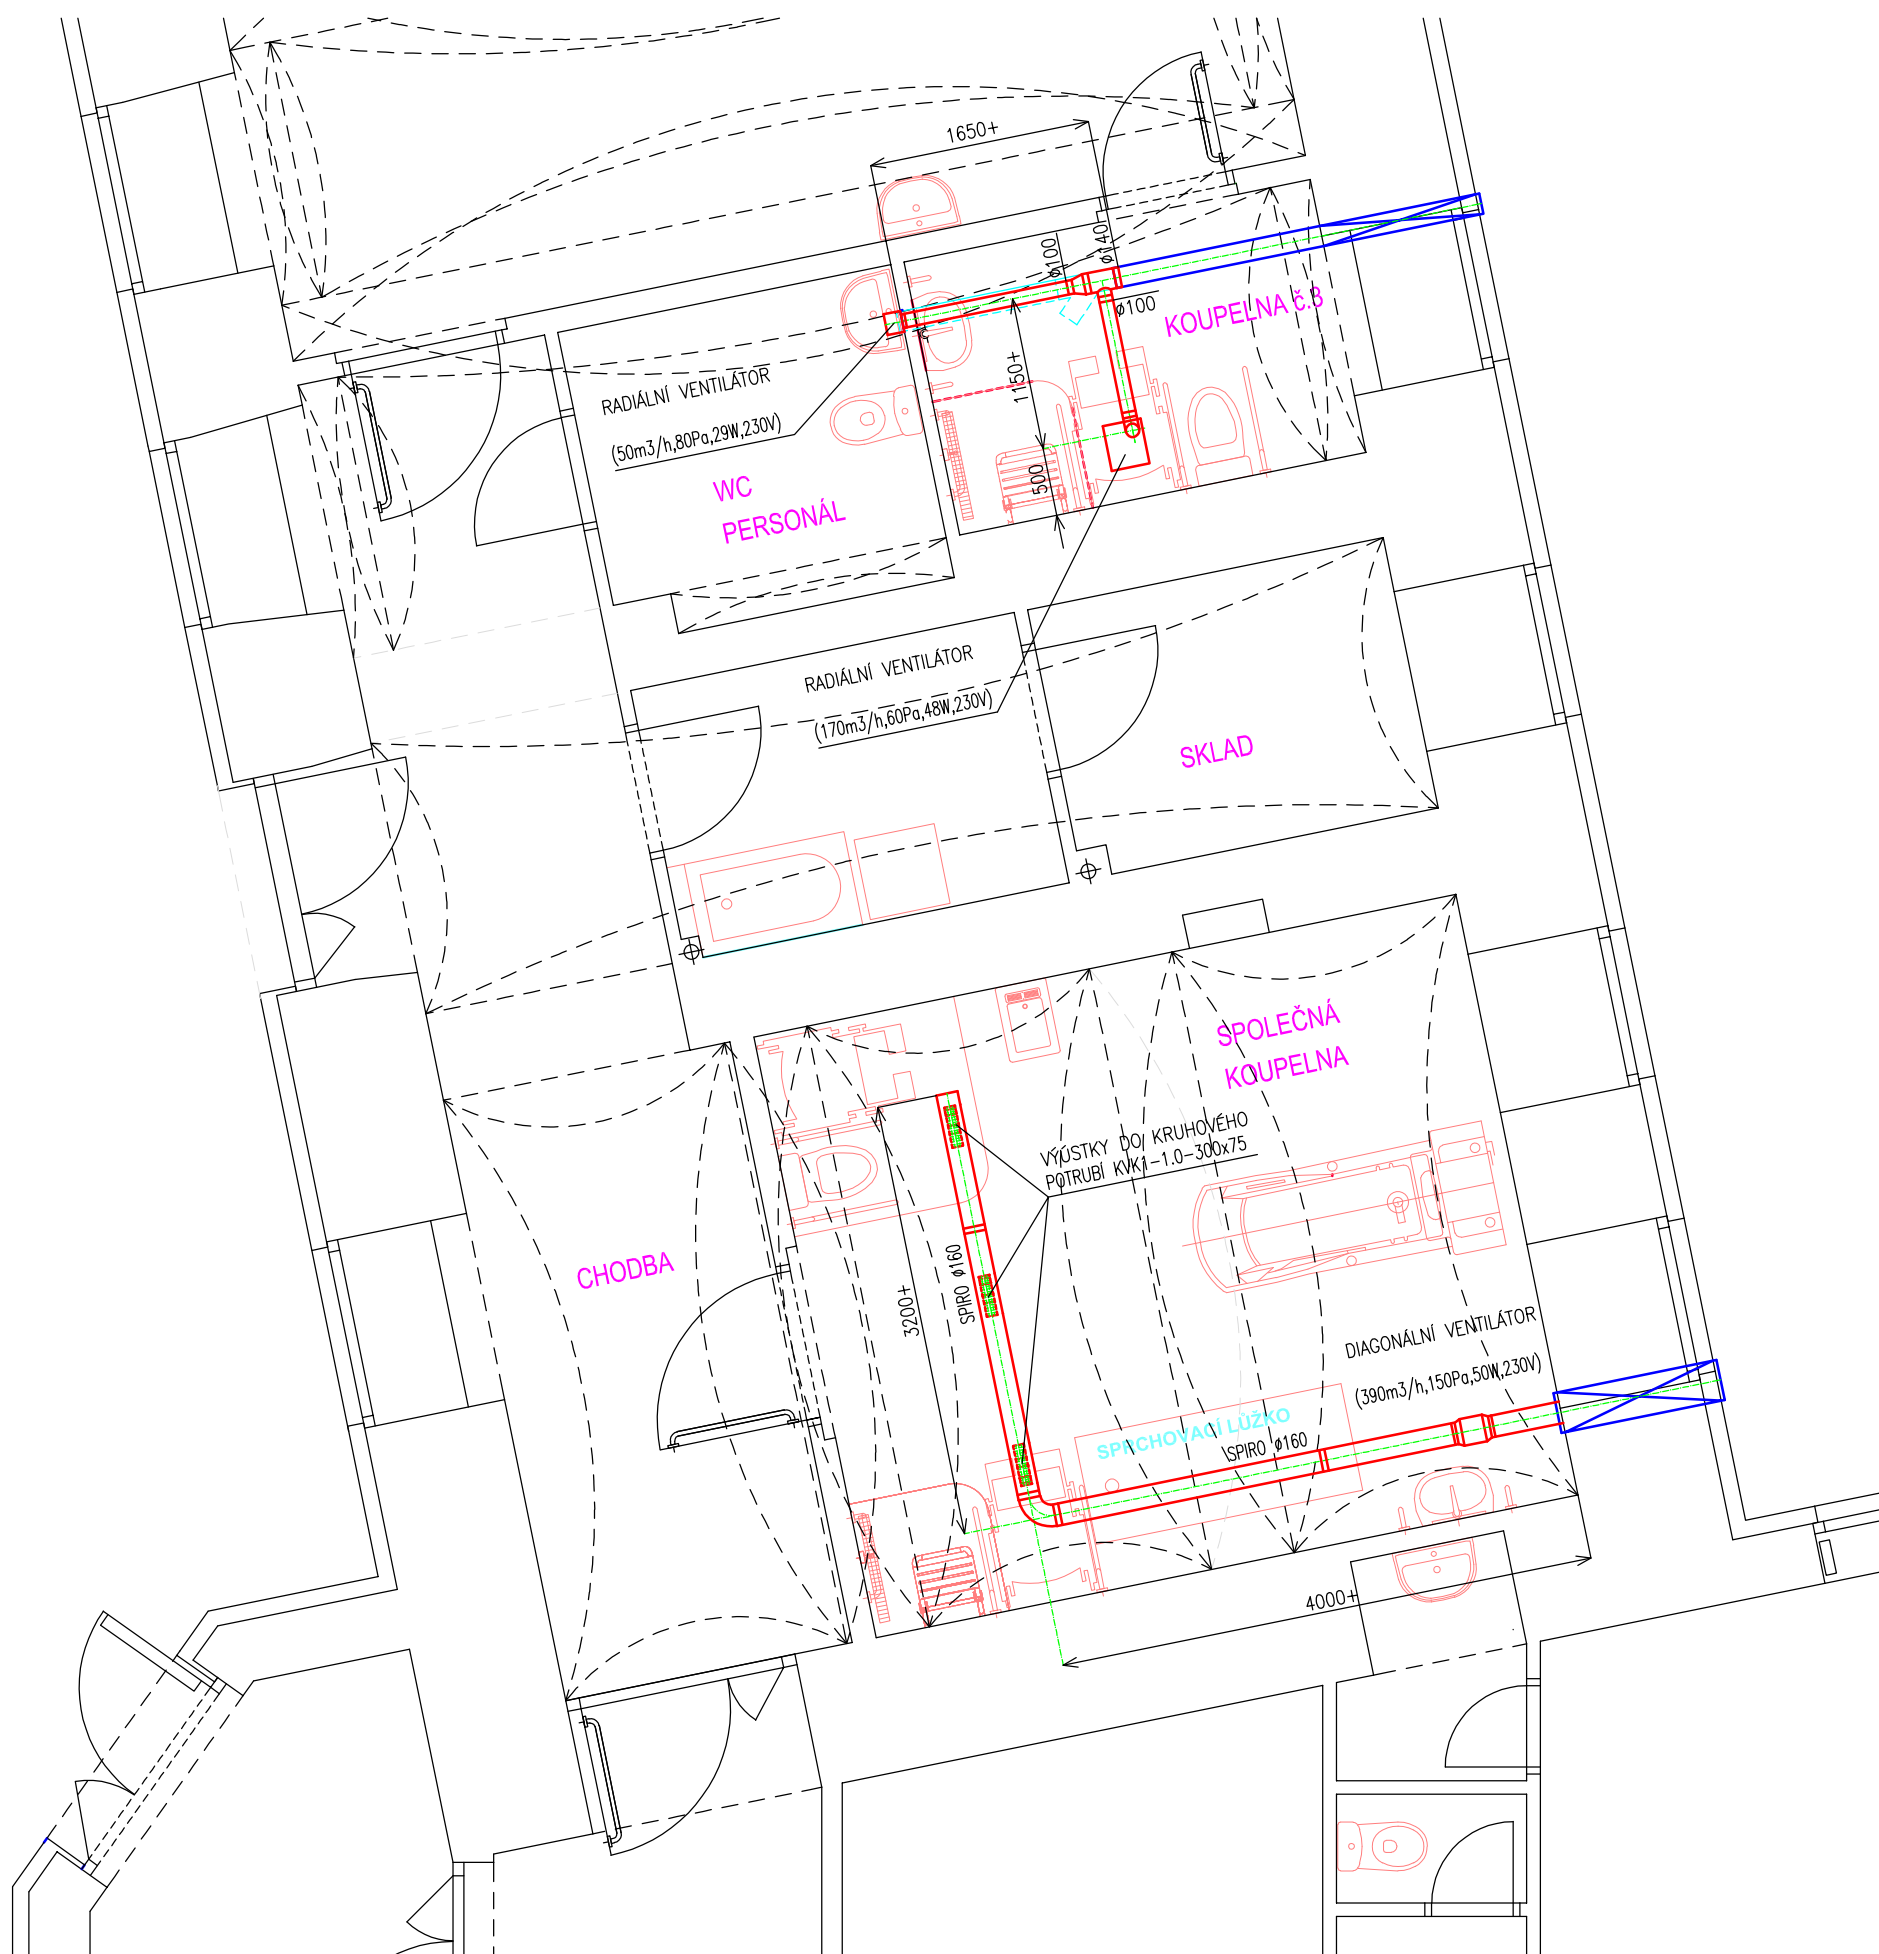 1650+
ø100
ø140
ø100
KOUPELNA č.3
1150+
500
RADIÁLNÍ VENTILÁTOR
(50m3/h,80Pa,29W,230V)
WC
PERSONÁL
RADIÁLNÍ VENTILÁTOR
(170m3/h,60Pa,48W,230V)
SKLAD
SPOLEČNÁ
KOUPELNA
VÝÚSTKY DO KRUHOVÉHO
POTRUBÍ KVK1-1.0-300x75
CHODBA
3200+
SPIRO ø160
DIAGONÁLNÍ VENTILÁTOR
(390m3/h,150Pa,50W,230V)
SPRCHOVACÍ LŮŽKO
SPIRO ø160
4000+